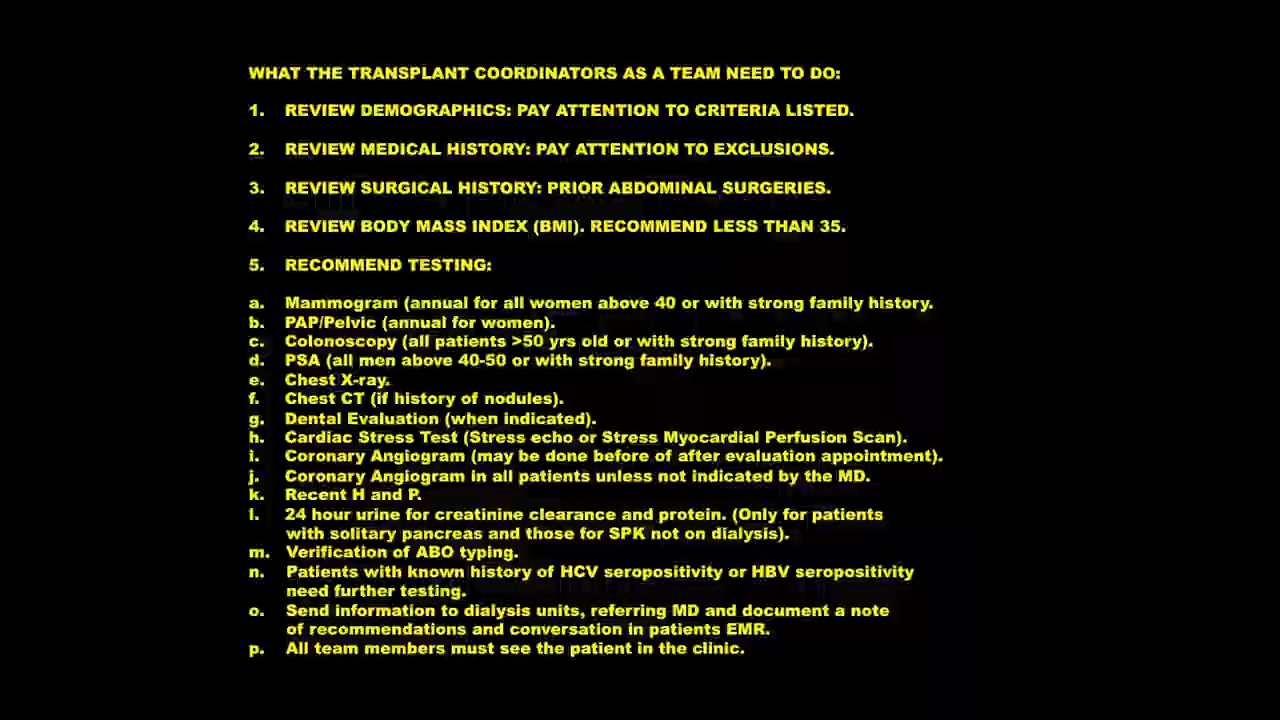 WHAT THE TRANSPLANT COORDINATORS AS A TEAM NEED TO DO:
1. REVIEW DEMOGRAPHICS: PAY ATTENTION TO CRITERIA LISTED.
2. REVIEW MEDICAL HISTORY: PAY ATTENTION TO EXCLUSIONS.
3. REVIEW SURGICAL HISTORY: PRIOR ABDOMINAL SURGERIES.
4. REVIEW BODY MASS INDEX (BMI). RECOMMEND LESS THAN 35.
5. RECOMMEND TESTING:
a. Mammogram (annual for all women above 40 or with strong family history.
b. PAP/Pelvic (annual for women).
c. Colonoscopy (all patients >50 yrs old or with strong family history).
d. PSA (all men above 40-50 or with strong family history).
e. Chest X-ray.
f. Chest CT (if history of nodules).
g. Dental Evaluation (when indicated).
h. Cardiac Stress Test (Stress echo or Stress Myocardial Perfusion Scan).
i. Coronary Angiogram (may be done before of after evaluation appointment).
j. Coronary Angiogram in all patients unless not indicated by the MD.
k. Recent H and P.
l. 24 hour urine for creatinine clearance and protein. (Only for patients
with solitary pancreas and those for SPK not on dialysis).
m. Verification of ABO typing.
n. Patients with known history of HCV seropositivity or HBV seropositivity
need further testing.
o. Send information to dialysis units, referring MD and document a note
of recommendations and conversation in patients EMR.
p. All team members must see the patient in the clinic.